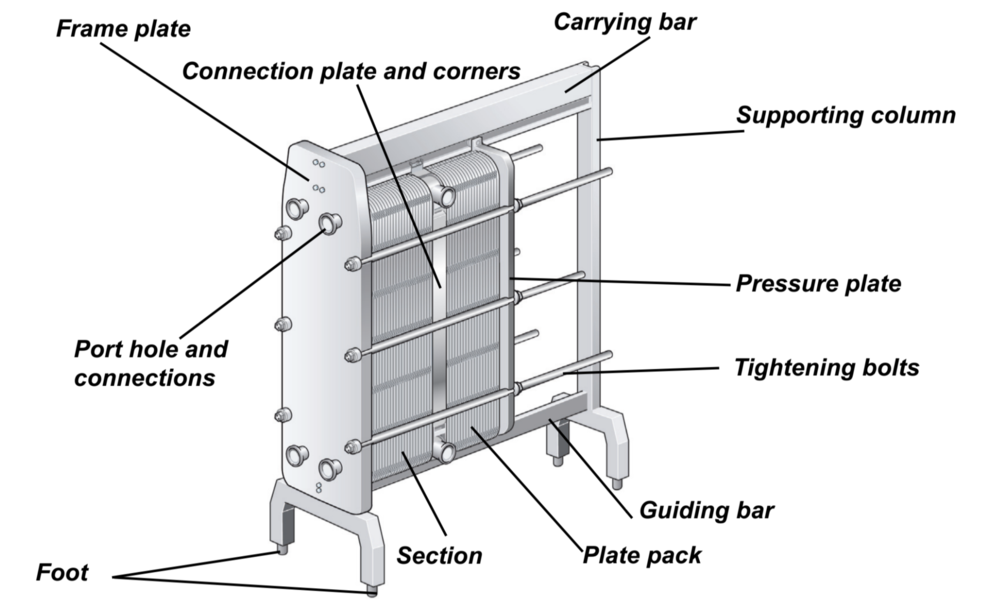 Carrying bar
Frame plate
Connection plate and corners
Supporting column
Pressure plate
Port hole and
connections
Tightening bolts
Guiding bar
Section
Plate pack
Foot